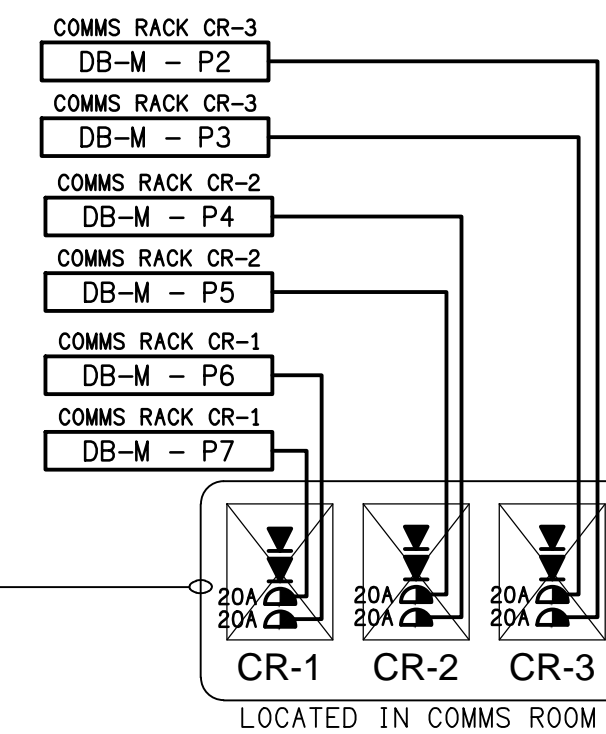 COMMS RACK CR-3
DB-M - P2
COMMS RACK CR-3
DB-M - P3
COMMS RACK CR-2
DB-M - P4
COMMS RACK CR-2
DB-M - P5
COMMS RACK CR-1
DB-M - P6
COMMS RACK CR-1
DB-M - P7
20A 20A 20A
20A 20A 20A
CR-1 CR-2 CR-3
LOCATED IN COMMS ROOM